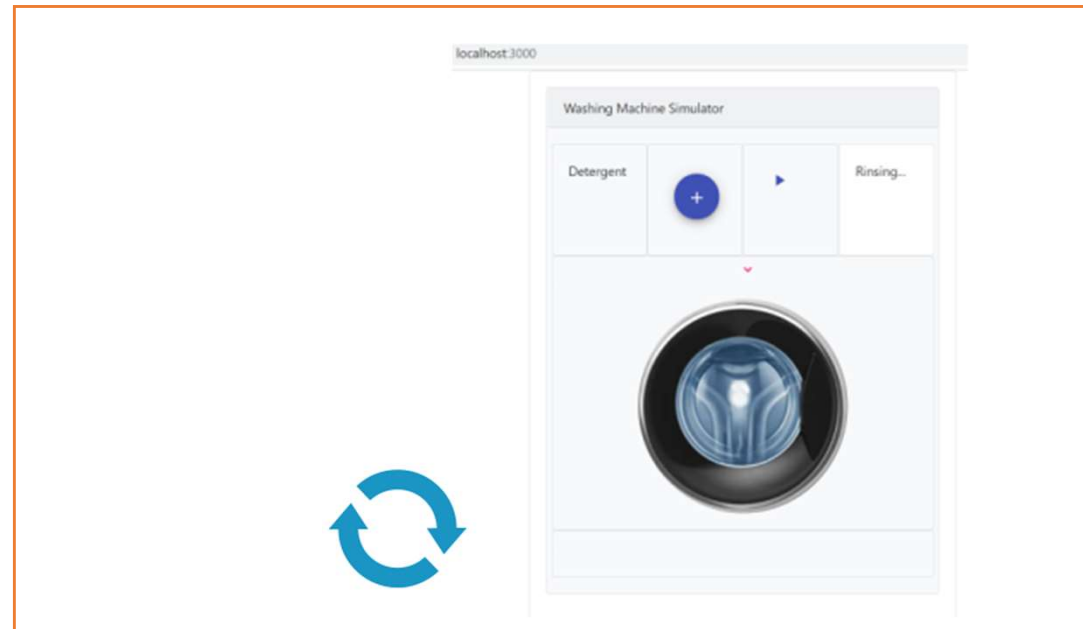 localhost:3000
Washing Machine Simulator
Detergent
+
Rinsing...